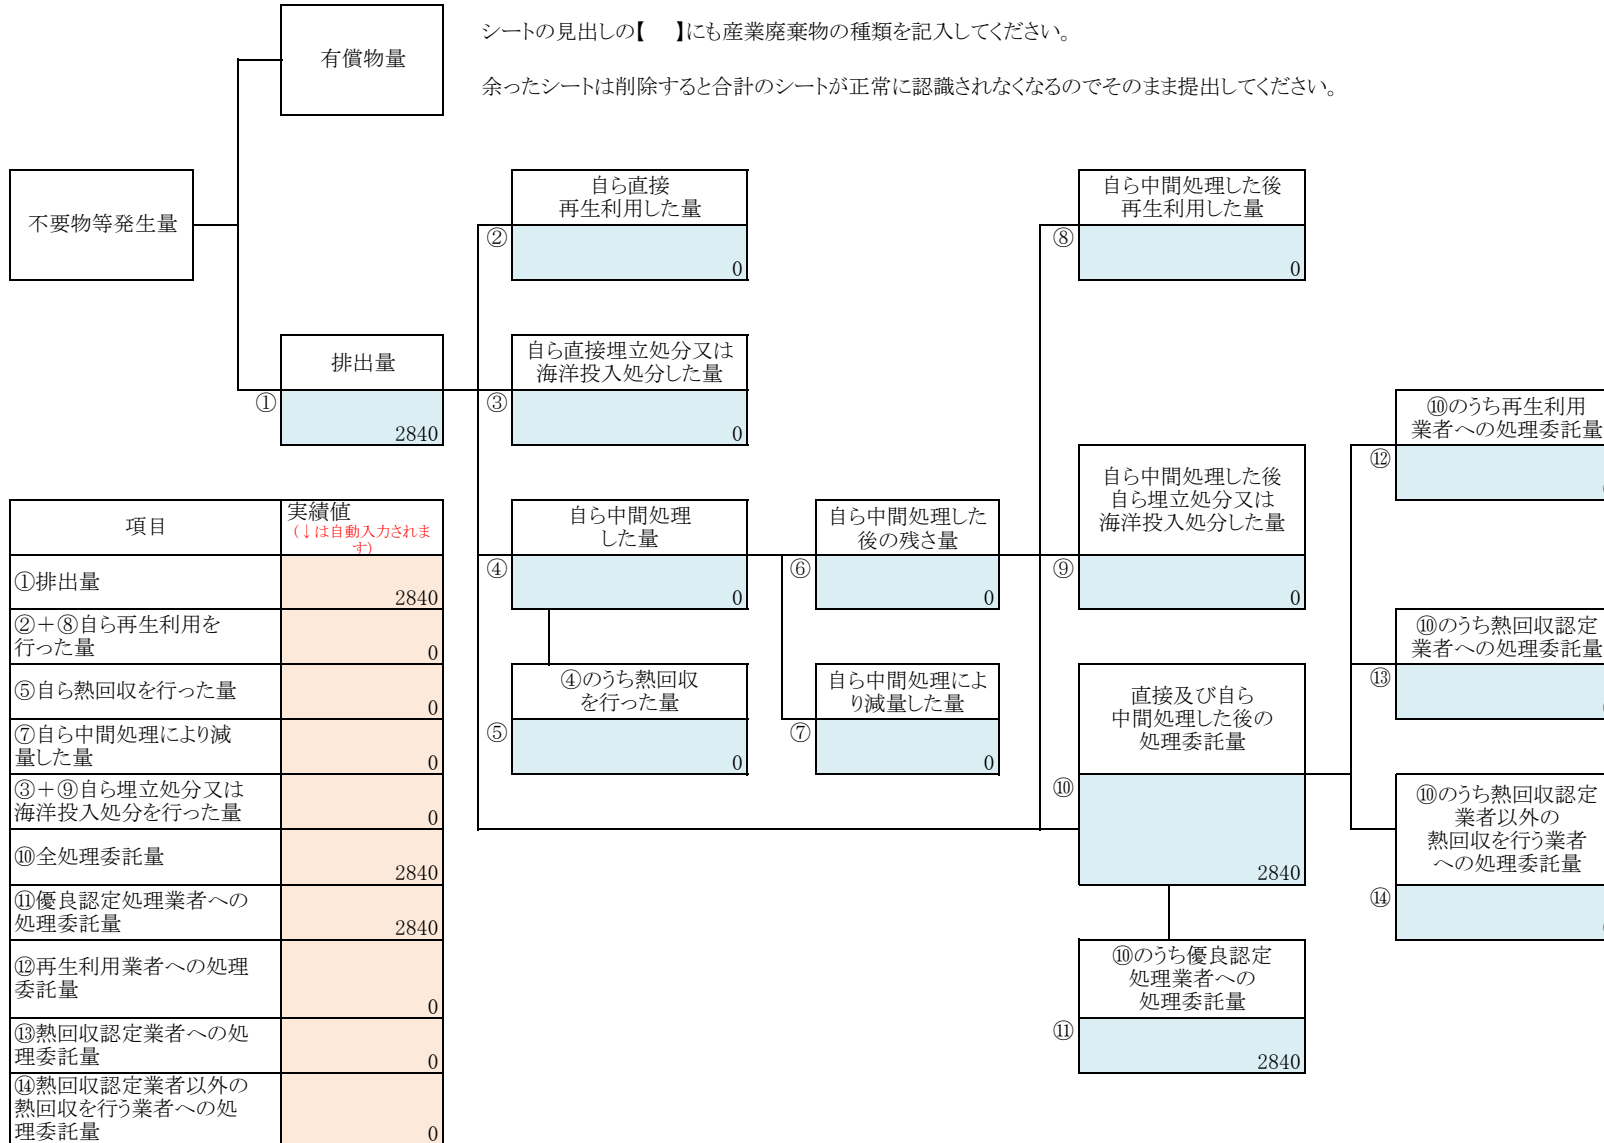 シートの見出しの【　】にも産業廃棄物の種類を記入してください。
余ったシートは削除すると合計のシートが正常に認識されなくなるのでそのまま提出してください。
有償物量
不要物等発生量
排出量
①
2840
自ら直接
再生利用した量
②
0
自ら直接埋立処分又は
海洋投入処分した量
③
0
自ら中間処理
した量
④
0
④のうち熱回収
を行った量
⑤
0
自ら中間処理した
後の残さ量
⑥
0
自ら中間処理によ
り減量した量
⑦
0
自ら中間処理した後
再生利用した量
⑧
0
自ら中間処理した後
自ら埋立処分又は
海洋投入処分した量
⑨
0
直接及び自ら
中間処理した後の
処理委託量
⑩
2840
⑩のうち優良認定
処理業者への
処理委託量
⑪
2840
⑩のうち再生利用
業者への処理委託量
⑫
⑩のうち熱回収認定
業者への処理委託量
⑬
⑩のうち熱回収認定
業者以外の
熱回収を行う業者
への処理委託量
⑭
項目
実績値
(↓は自動入力されま
す)
①排出量
2840
②＋⑧自ら再生利用を
行った量
0
⑤自ら熱回収を行った量
0
⑦自ら中間処理により減
量した量
0
③＋⑨自ら埋立処分又は
海洋投入処分を行った量
0
⑩全処理委託量
2840
⑪優良認定処理業者への
処理委託量
2840
⑫再生利用業者への処理
委託量
0
⑬熱回収認定業者への処
理委託量
0
⑭熱回収認定業者以外の
熱回収を行う業者への処
理委託量
0